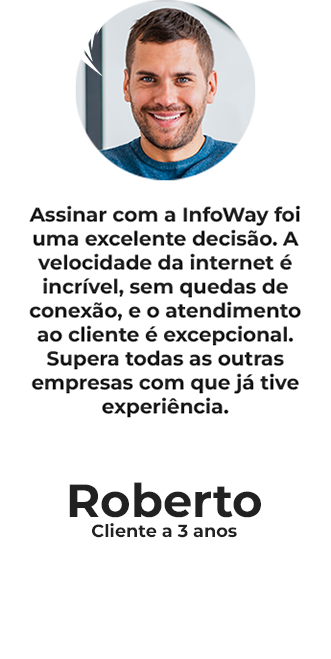 Assinar com a InfoWay foi
uma excelente decisão. A
velocidade da internet é
incrível, sem quedas de
conexão, e o atendimento
ao cliente é excepcional.
Supera todas as outras
empresas com que já tive
experiência.
Roberto
Cliente a 3 anos